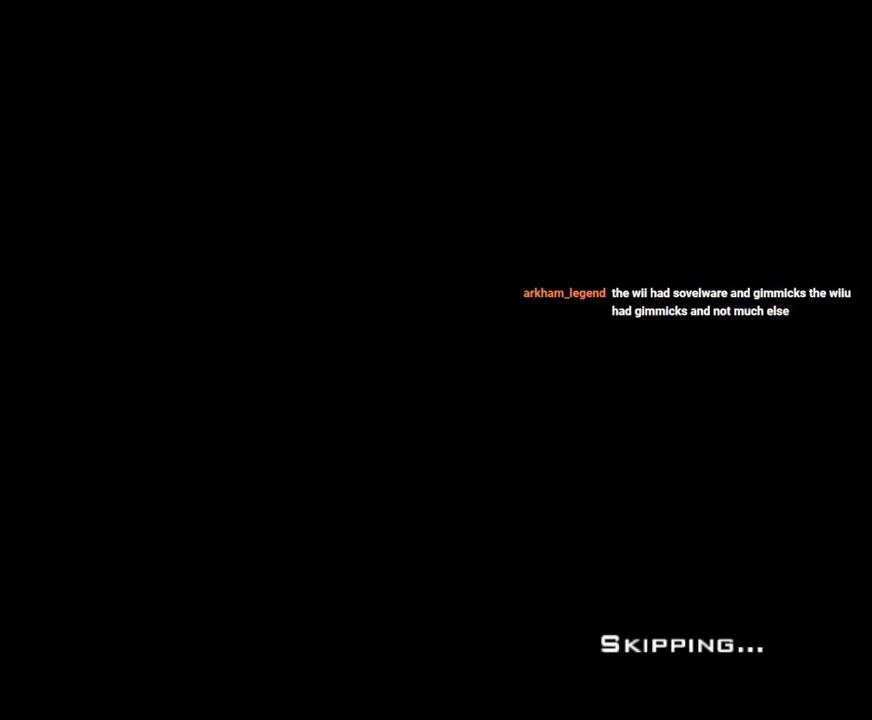 arkham_legend the wii had sovelware and gimmicks the wiiu
had gimmicks and not much else
Skipping...